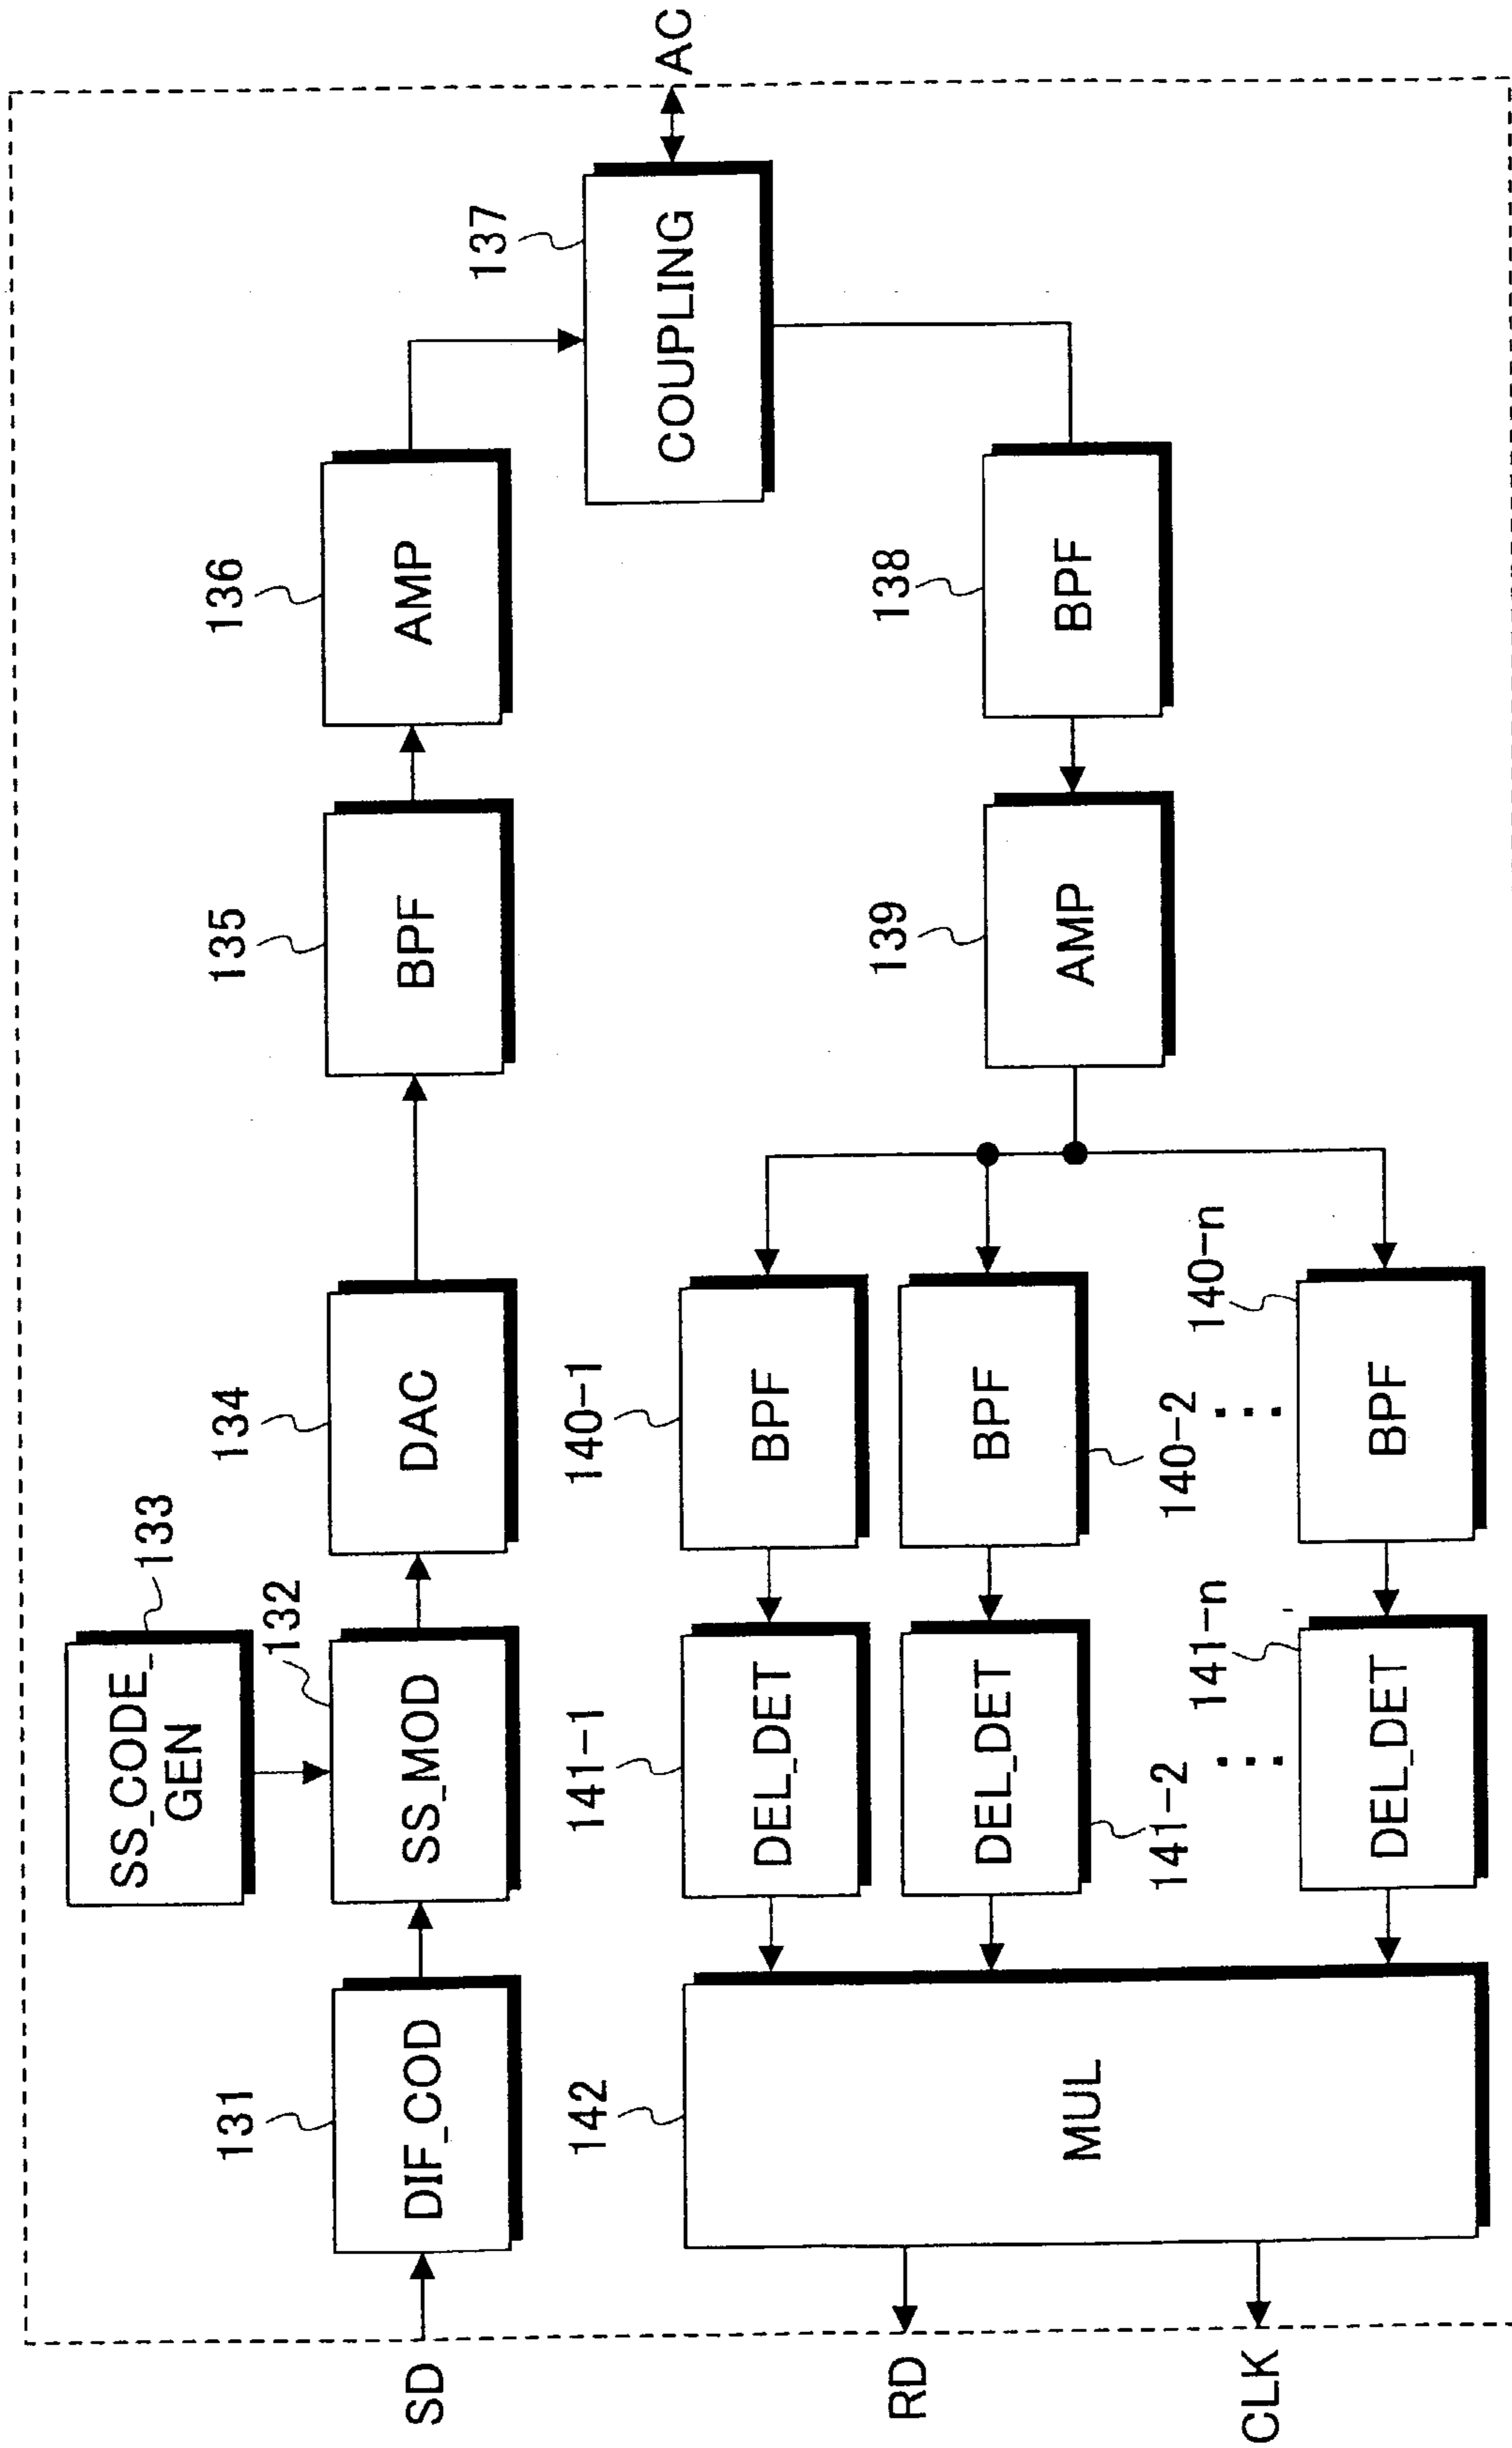 SS_CODE_
GEN
133
131
132
134
135
136
SD
DIF_COD
SS_MOD
DAC
BPF
AMP
137
COUPLING
AC
142
141-1
140-1
139
138
DEL_DET
BPF
AMP
BPF
RD
MUL
DEL_DET
BPF
141-2
140-2
141-n
140-n
CLK
DEL_DET
BPF